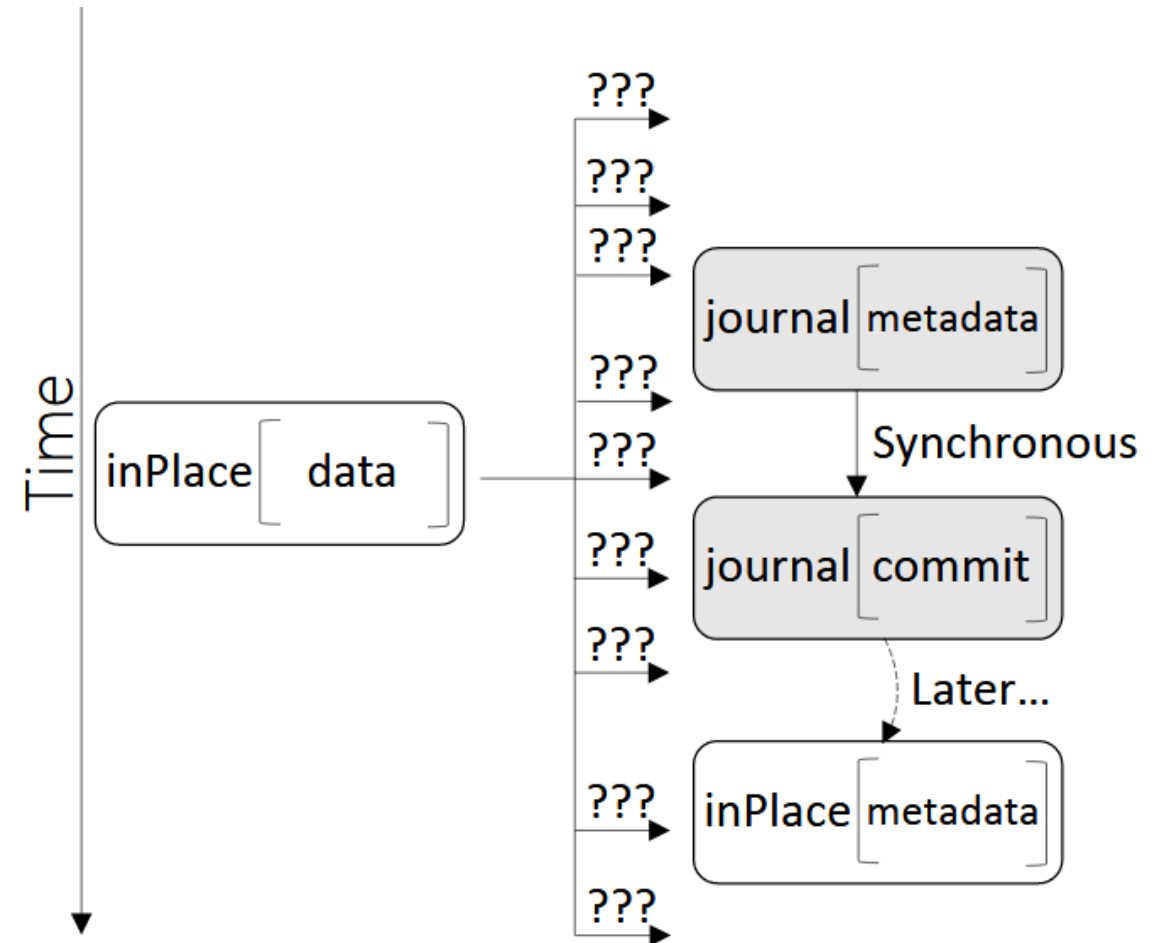 ???
???
???
journal metadata
???
Time
inPlace data
???
Synchronous
???
journal commit
???
Later...
???
inPlace metadata
???